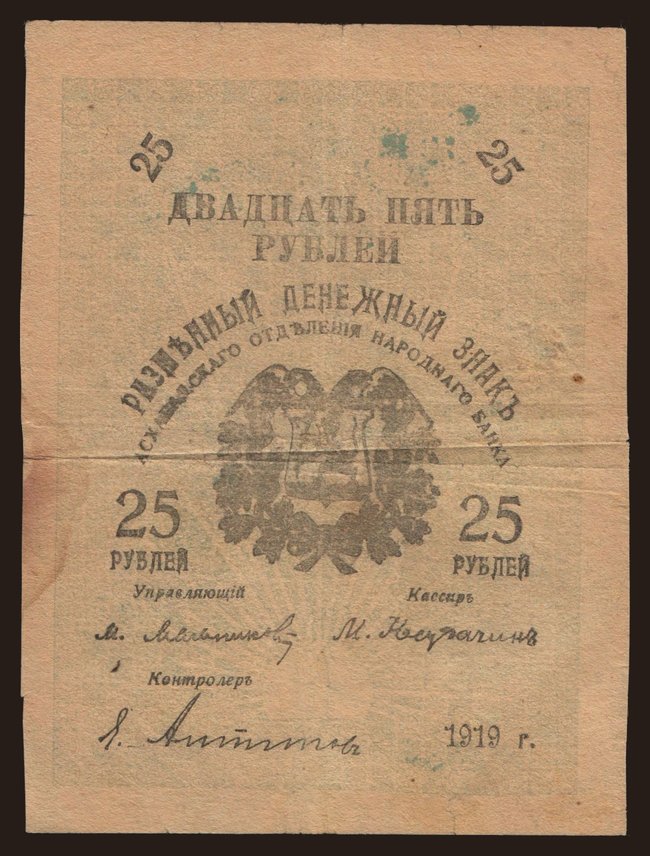 25 25
ДВАДЦАТЬ ПЯТЬ
РУБЛЕЙ
РАЗМѢННЫЙ ДЕНЕЖНЫЙ ЗНАКЪ
АСХАБАДСКАГО ОТДѢЛЕНІЯ НАРОДНАГО БАНКА
25 25
РУБЛЕЙ РУБЛЕЙ
Управляющій Кассиръ
М. М.
Контролеръ
Я. Антиповъ 1919 г.